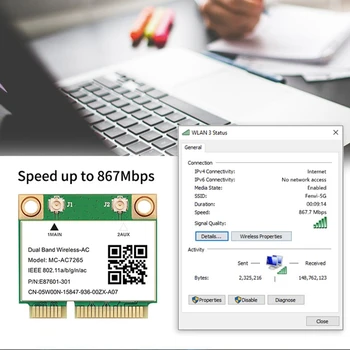 Speed up to 867Mbps
J1
J2
1MAIN
2AUX
Dual Band Wireless-AC
Model: MC-AC7265
IEEE 802.11a/b/g/n/ac
P/N:E87601-301
CN-05W00N-15847-936-00ZX-A07
WLAN 3 Status
General
Connection
IPv4 Connectivity: Internet
IPv6 Connectivity: No network access
Media State: Enabled
SSID: Fenvi-5G
Duration: 00:09:14
Speed: 867.7 Mbps
Signal Quality:
Details...
Wireless Properties
Activity
Sent
Received
Bytes: 2,325,216 148,762,123
Properties
Disable
Diagnose
Close